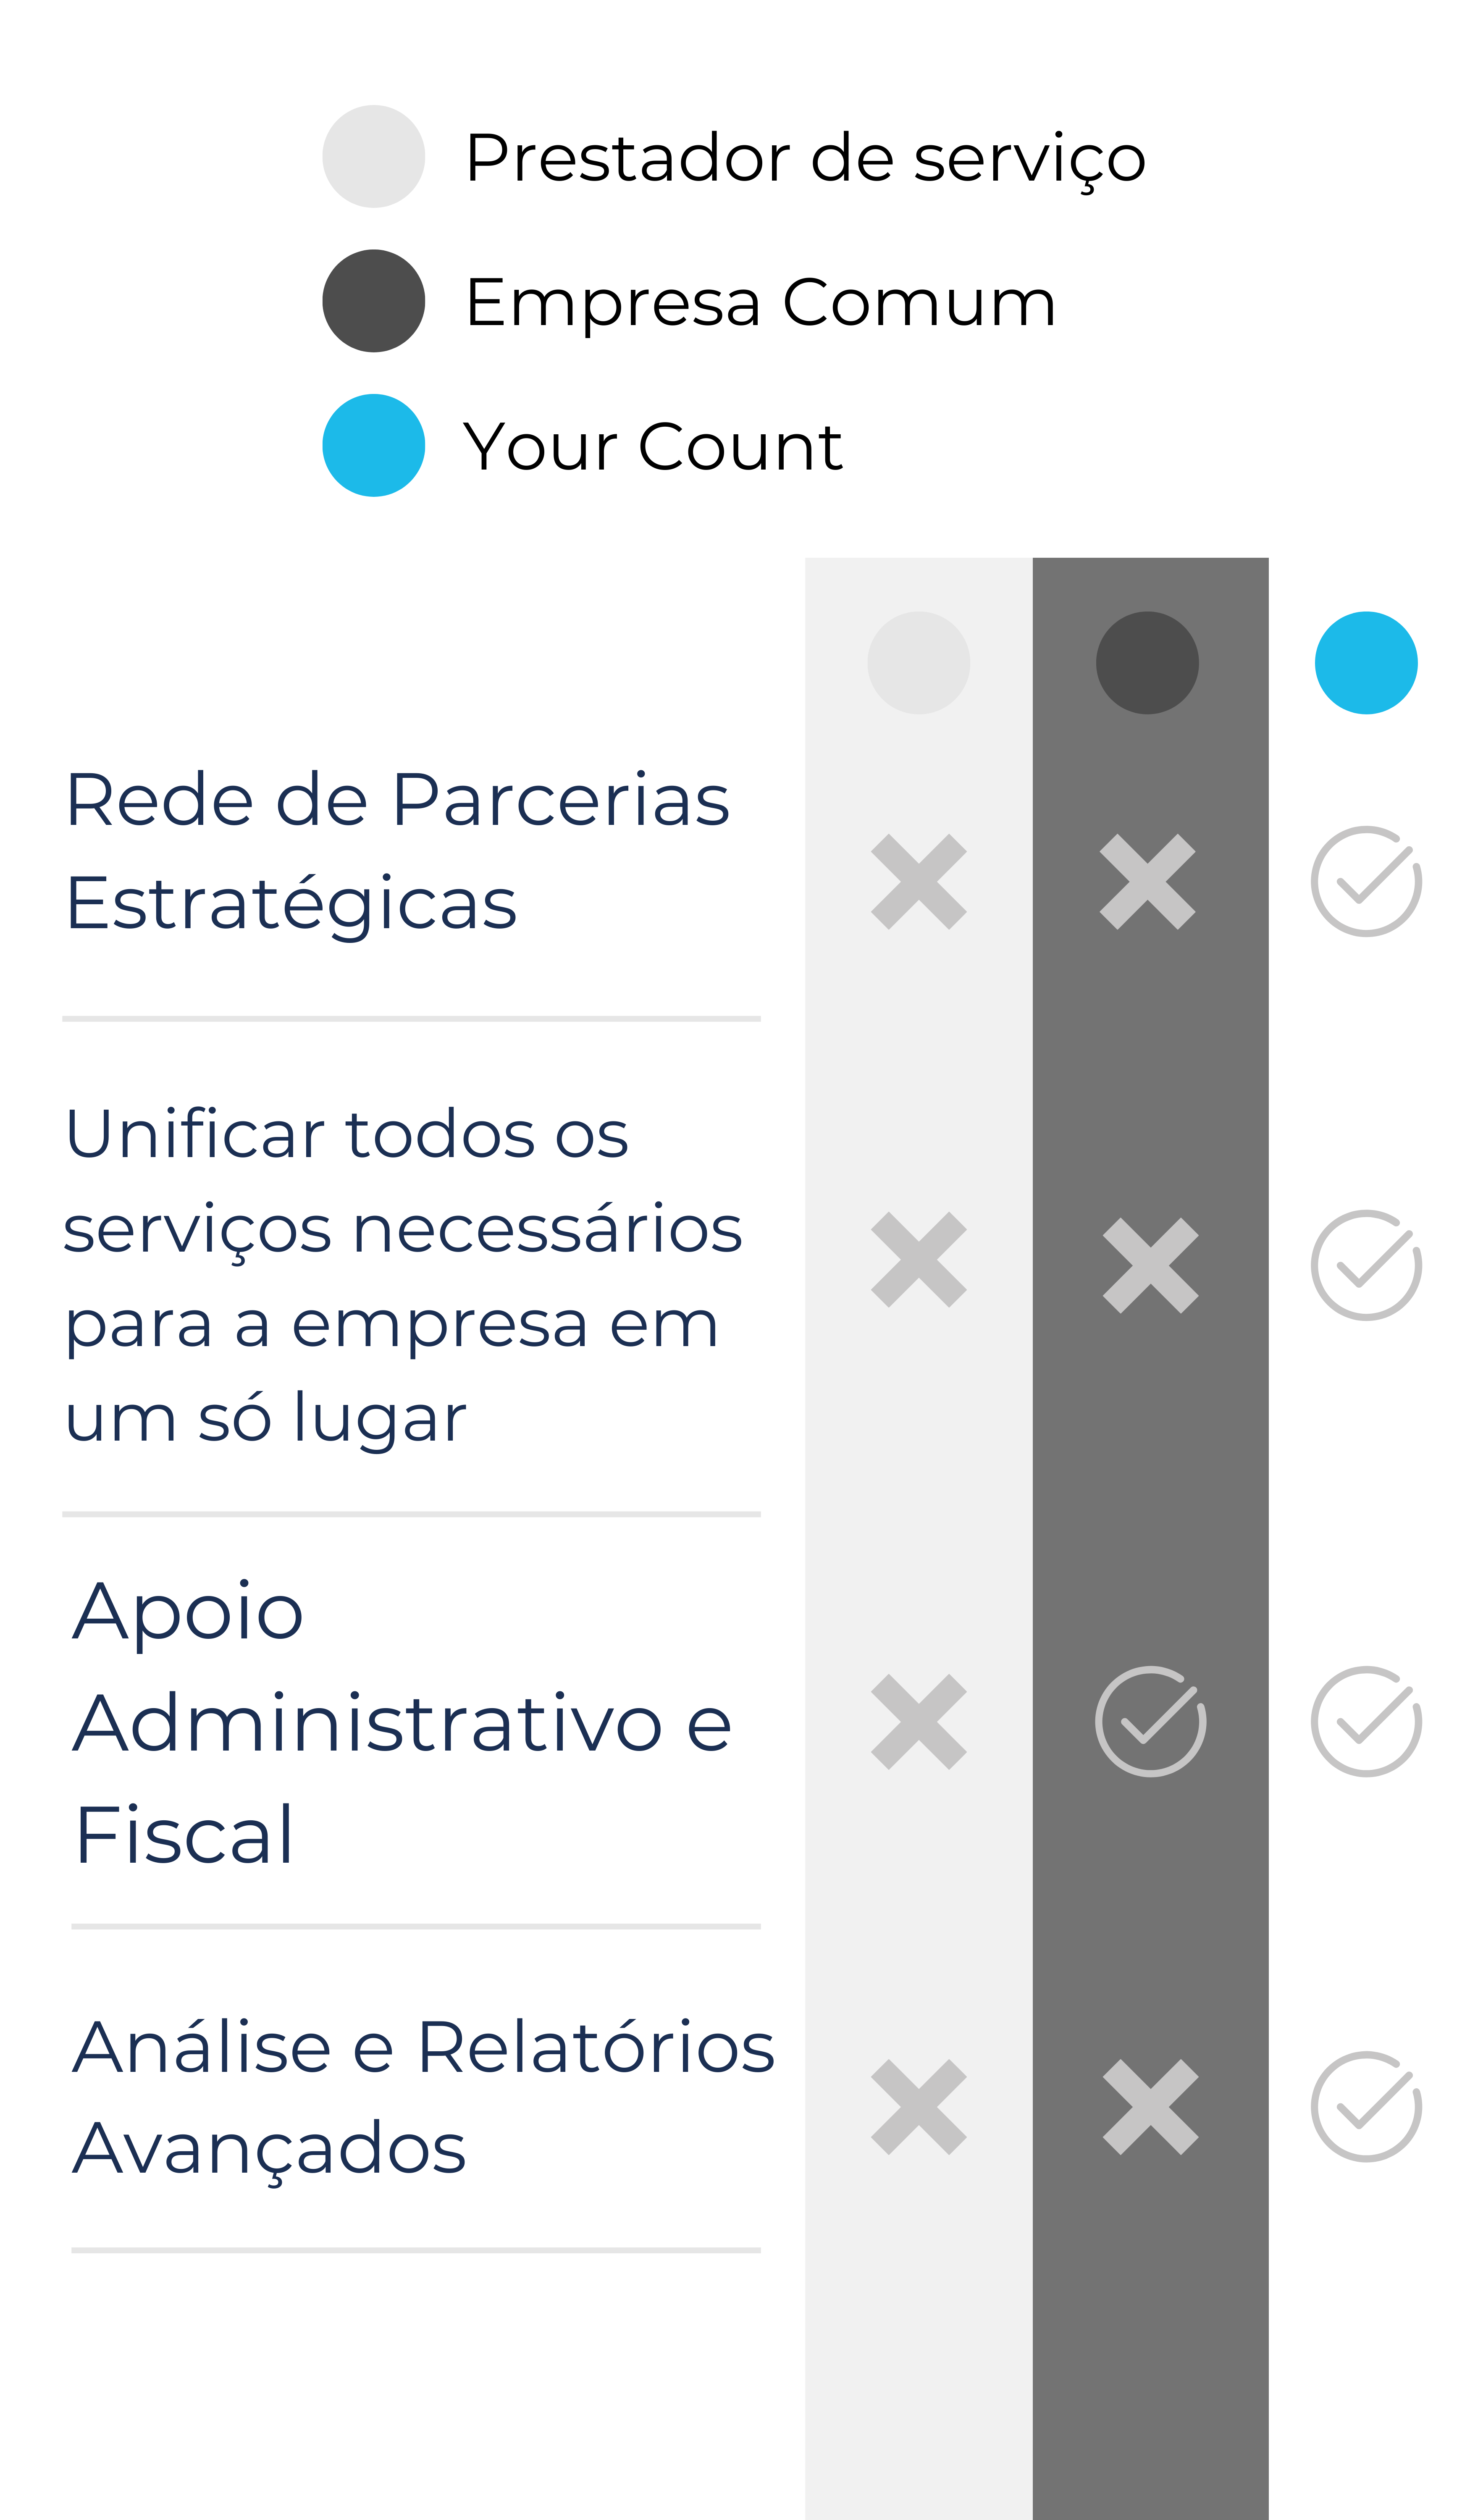 Prestador de serviço
Empresa Comum
Your Count
Rede de Parcerias
Estratégicas
Unificar todos os
serviços necessários
para a empresa em
um só lugar
Apoio
Administrativo e
Fiscal
Análise e Relatórios
Avançados